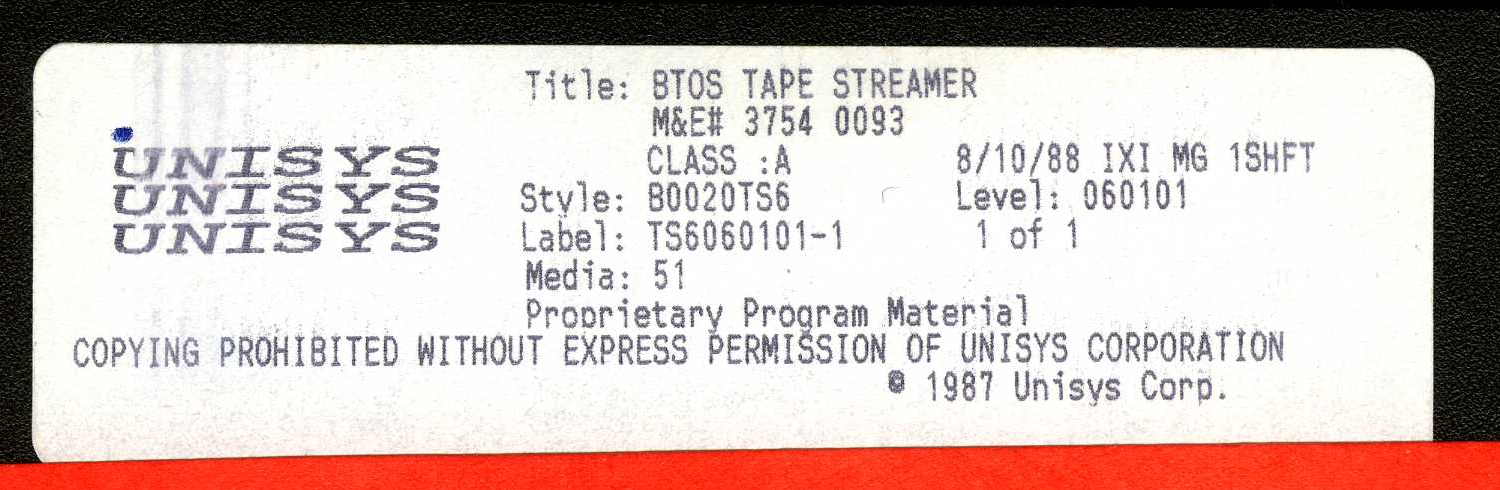 Title: BTOS TAPE STREAMER
M&E# 3754 0093
UNISYS CLASS :A 8/10/88 IXI MG 1SHFT
UNISYS Style: B0020TS6 Level: 060101
UNISYS Label: TS6060101-1 1 of 1
Media: 51
Proprietary Program Material
COPYING PROHIBITED WITHOUT EXPRESS PERMISSION OF UNISYS CORPORATION
© 1987 Unisys Corp.